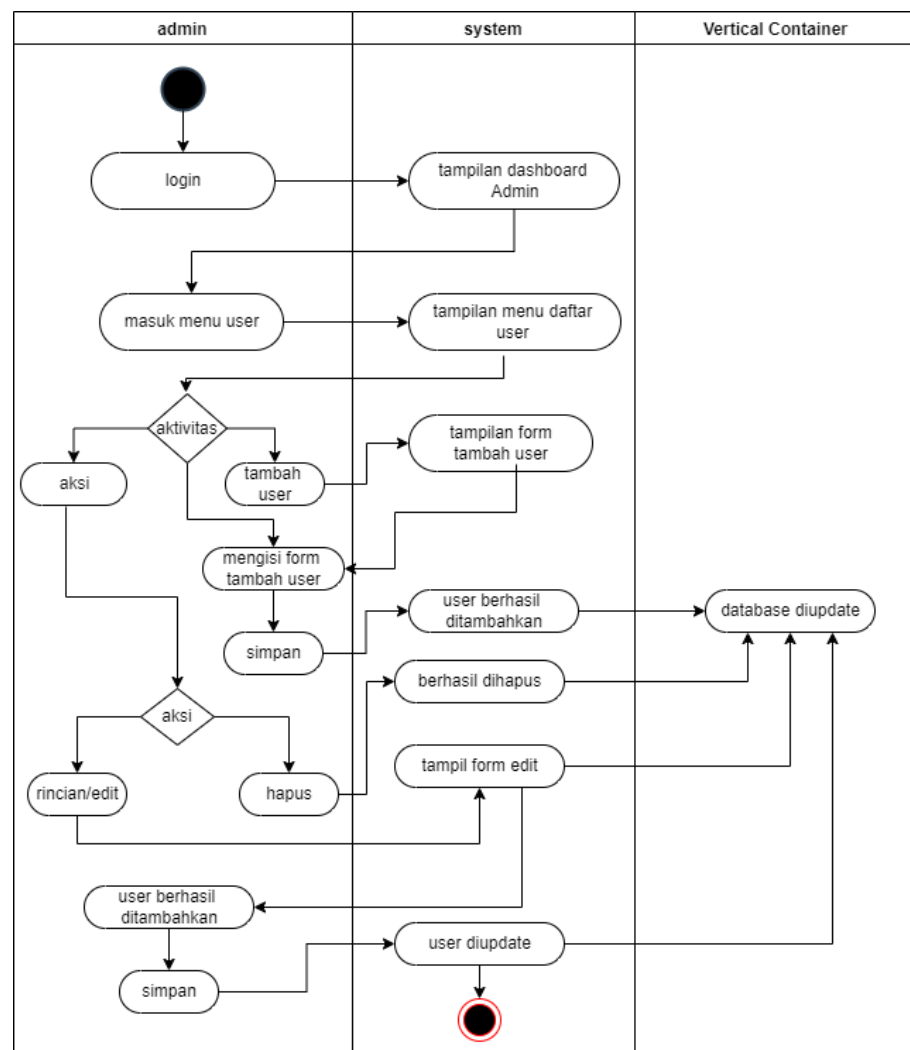 admin
system
Vertical Container
login
tampilan dashboard
Admin
masuk menu user
tampilan menu daftar
user
aktivitas
tampilan form
tambah user
aksi
tambah
user
mengisi form
tambah user
user berhasil
ditambahkan
database diupdate
simpan
berhasil dihapus
aksi
tampil form edit
rincian/edit
hapus
user berhasil
ditambahkan
user diupdate
simpan